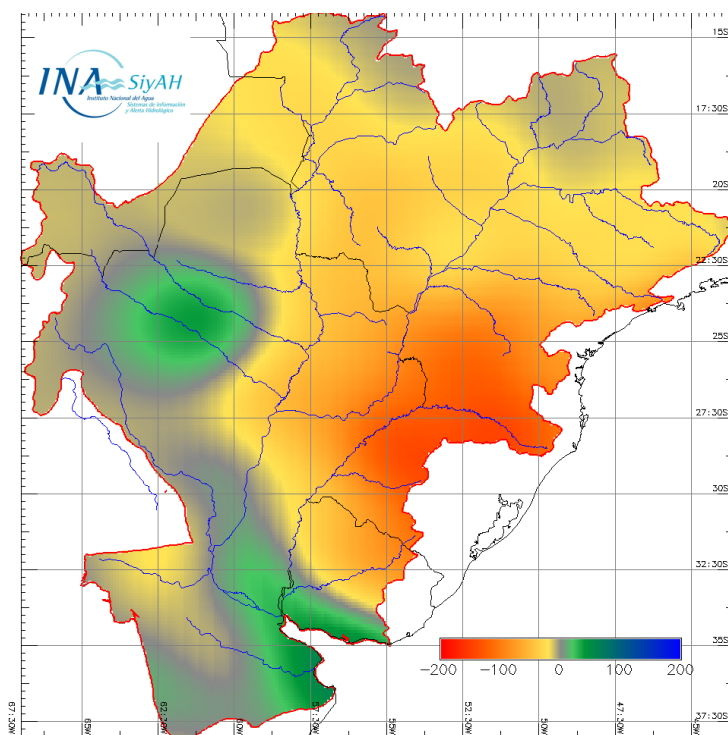 INA SiyAH
Instituto Nacional del Agua
Sistemas de Información
y Alerta Hidrológico
15S
17:30S
20S
22:30S
25S
27:30S
30S
32:30S
35S
37:30S
−200 −100 0 100 200
67:30W 65W 62:30W 60W 57:30W 55W 52:30W 50W 47:30W 45W